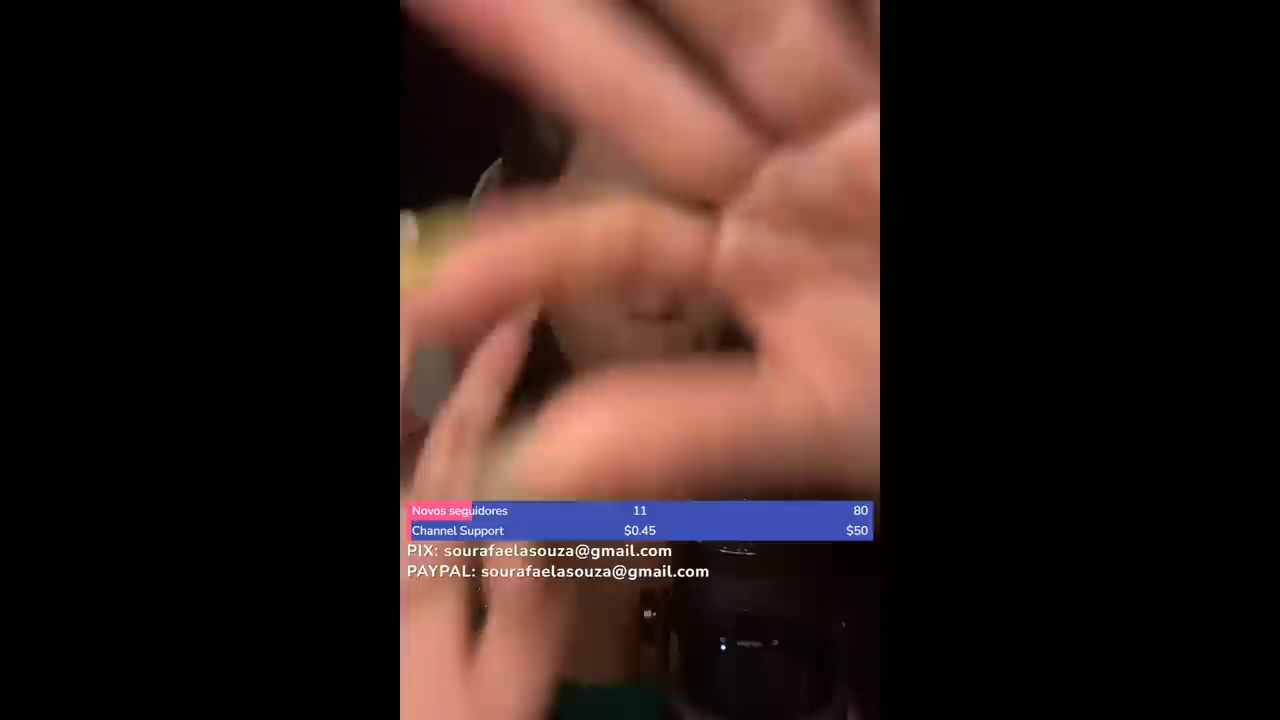 Novos seguidores 11 80
Channel Support $0.45 $50
PIX: sourafaelasouza@gmail.com
PAYPAL: sourafaelasouza@gmail.com